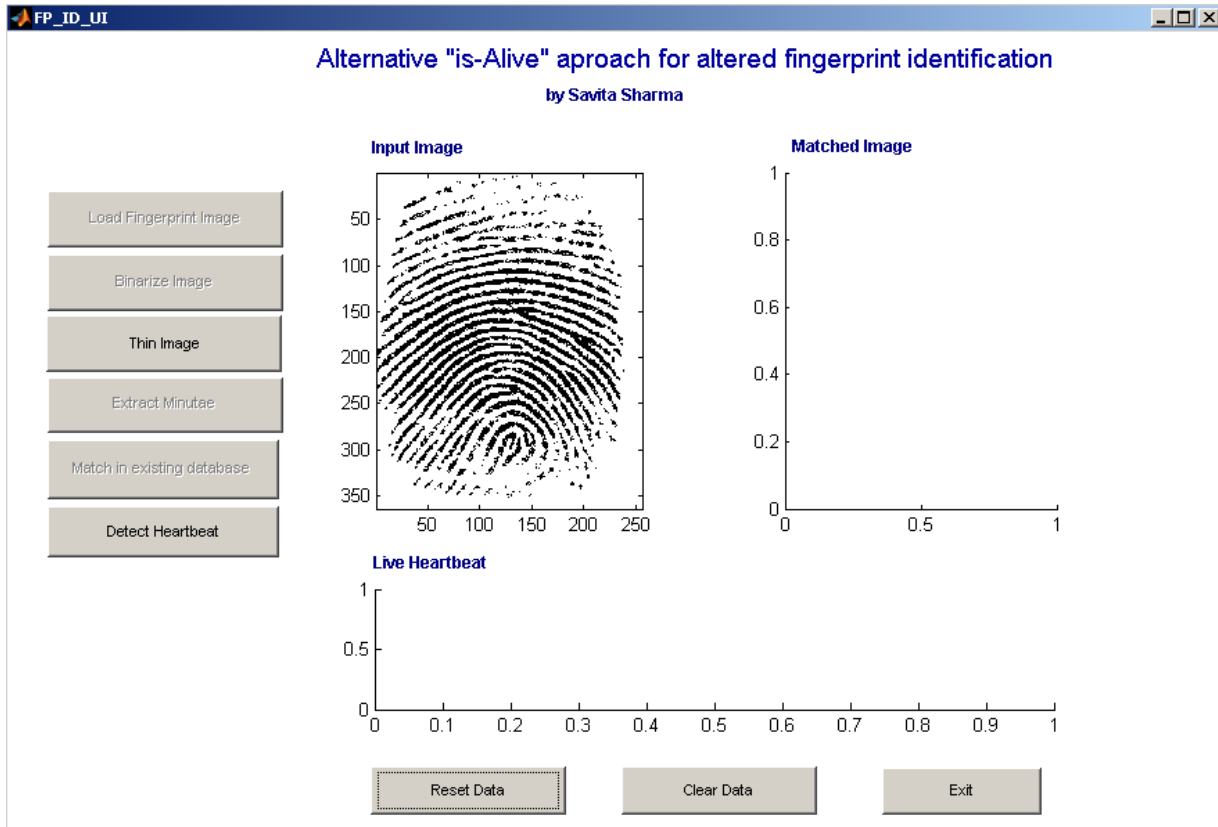 FP_ID_UI
Alternative "is-Alive" aproach for altered fingerprint identification
by Savita Sharma
Input Image
Matched Image
Load Fingerprint Image
Binarize Image
Thin Image
Extract Minutae
Match in existing database
Detect Heartbeat
50
100
150
200
250
300
350
50 100 150 200 250
1
0.8
0.6
0.4
0.2
0
0 0.5 1
Live Heartbeat
1
0.5
0
0 0.1 0.2 0.3 0.4 0.5 0.6 0.7 0.8 0.9 1
Reset Data
Clear Data
Exit